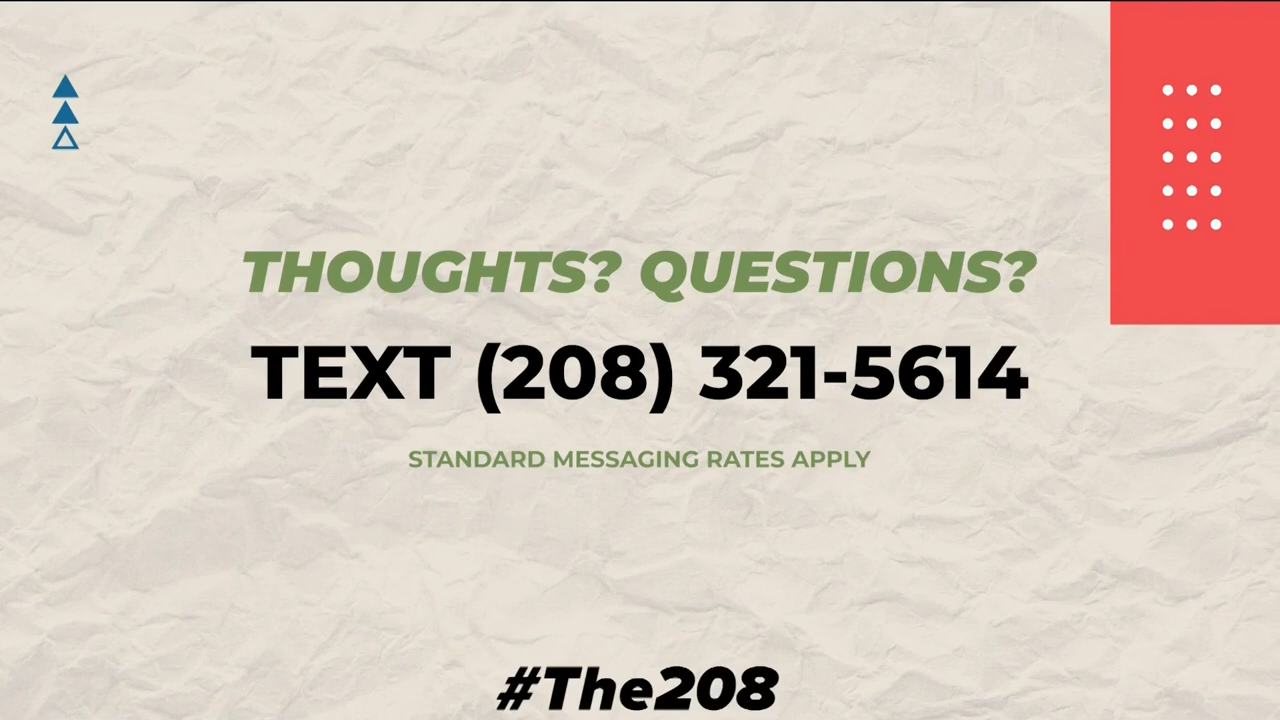 THOUGHTS? QUESTIONS?
TEXT (208) 321-5614
STANDARD MESSAGING RATES APPLY
#The208